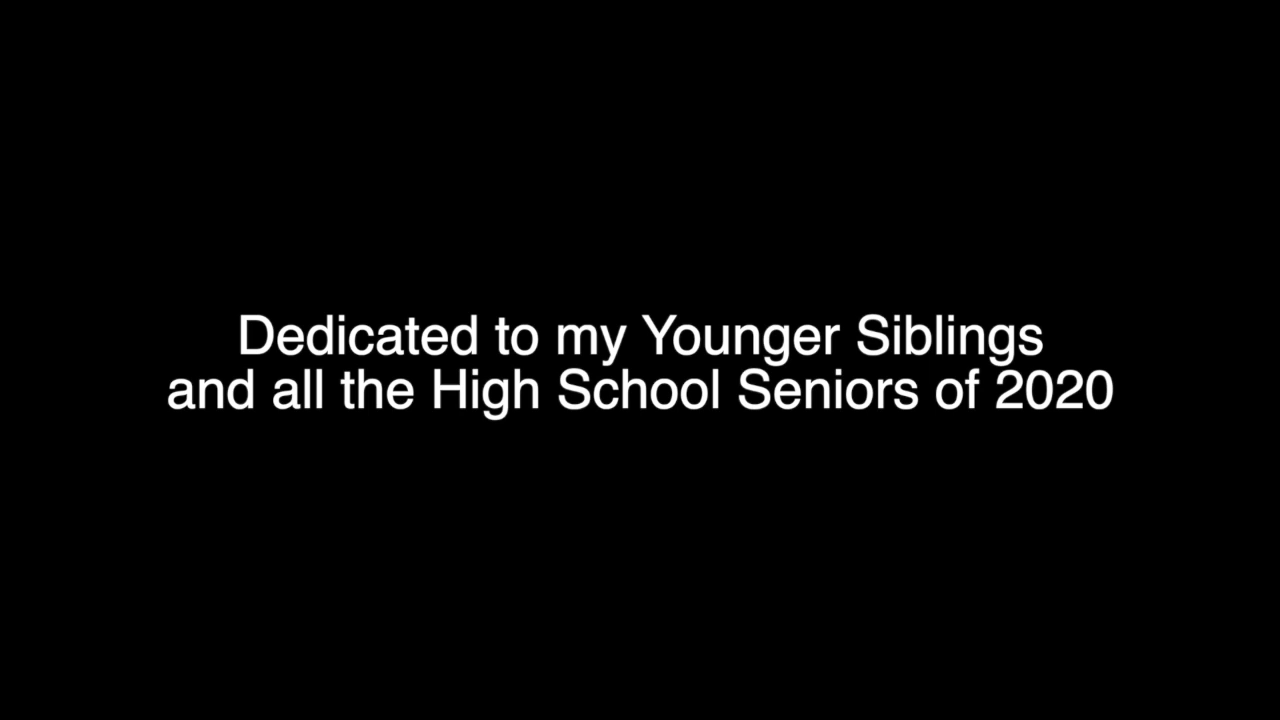 Dedicated to my Younger Siblings
and all the High School Seniors of 2020